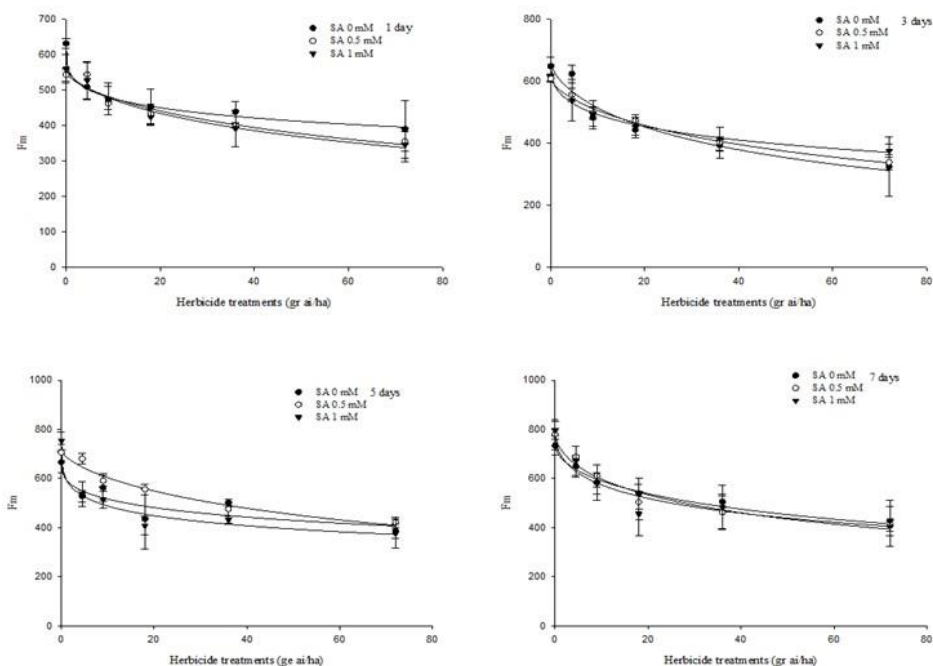 700
600
500
400
300
200
100
0
Fm
SA 0 mM 1 day
SA 0.5 mM
SA 1 mM
0 20 40 60 80
Herbicide treatments (gr ai/ha)
800
600
400
200
0
Fm
SA 0 mM 3 days
SA 0.5 mM
SA 1 mM
0 20 40 60 80
Herbicide treatments (gr ai/ha)
1000
800
600
400
200
0
Fm
SA 0 mM 5 days
SA 0.5 mM
SA 1 mM
0 20 40 60 80
Herbicide treatments (ge ai/ha)
1000
800
600
400
200
0
Fm
SA 0 mM 7 days
SA 0.5 mM
SA 1 mM
0 20 40 60 80
Herbicide treatments (gr ai/ha)